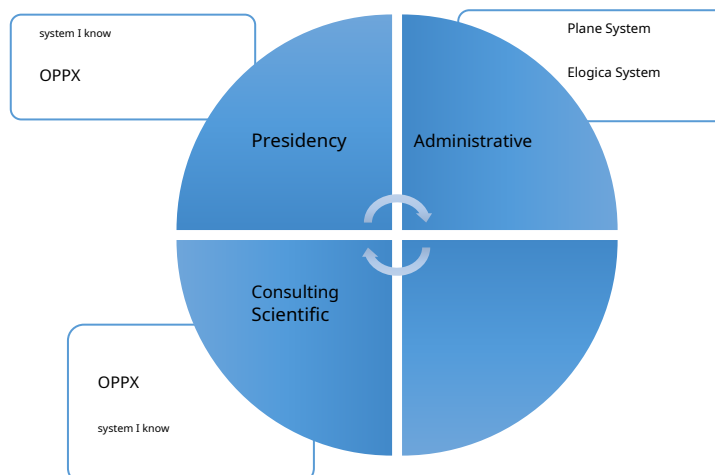 system I know
OPPX
Plane System
Elogica System
Presidency
Administrative
Consulting
Scientific
OPPX
system I know